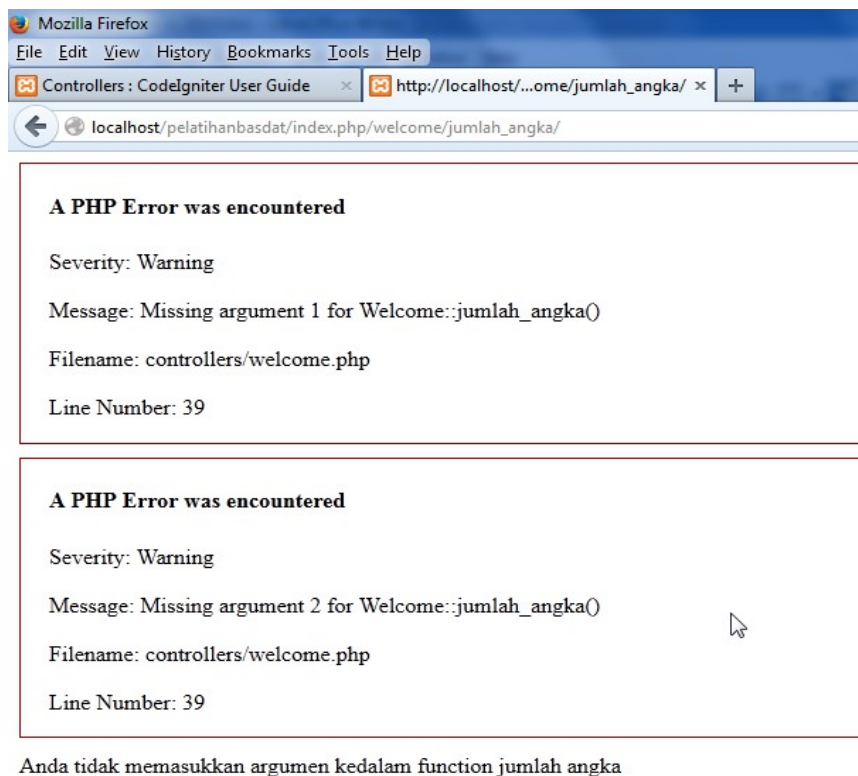 Mozilla Firefox
File Edit View History Bookmarks Tools Help
Controllers : CodeIgniter User Guide × http://localhost/...ome/jumlah_angka/ × +
localhost/pelatihanbasdat/index.php/welcome/jumlah_angka/
A PHP Error was encountered
Severity: Warning
Message: Missing argument 1 for Welcome::jumlah_angka()
Filename: controllers/welcome.php
Line Number: 39
A PHP Error was encountered
Severity: Warning
Message: Missing argument 2 for Welcome::jumlah_angka()
Filename: controllers/welcome.php
Line Number: 39
Anda tidak memasukkan argumen kedalam function jumlah angka